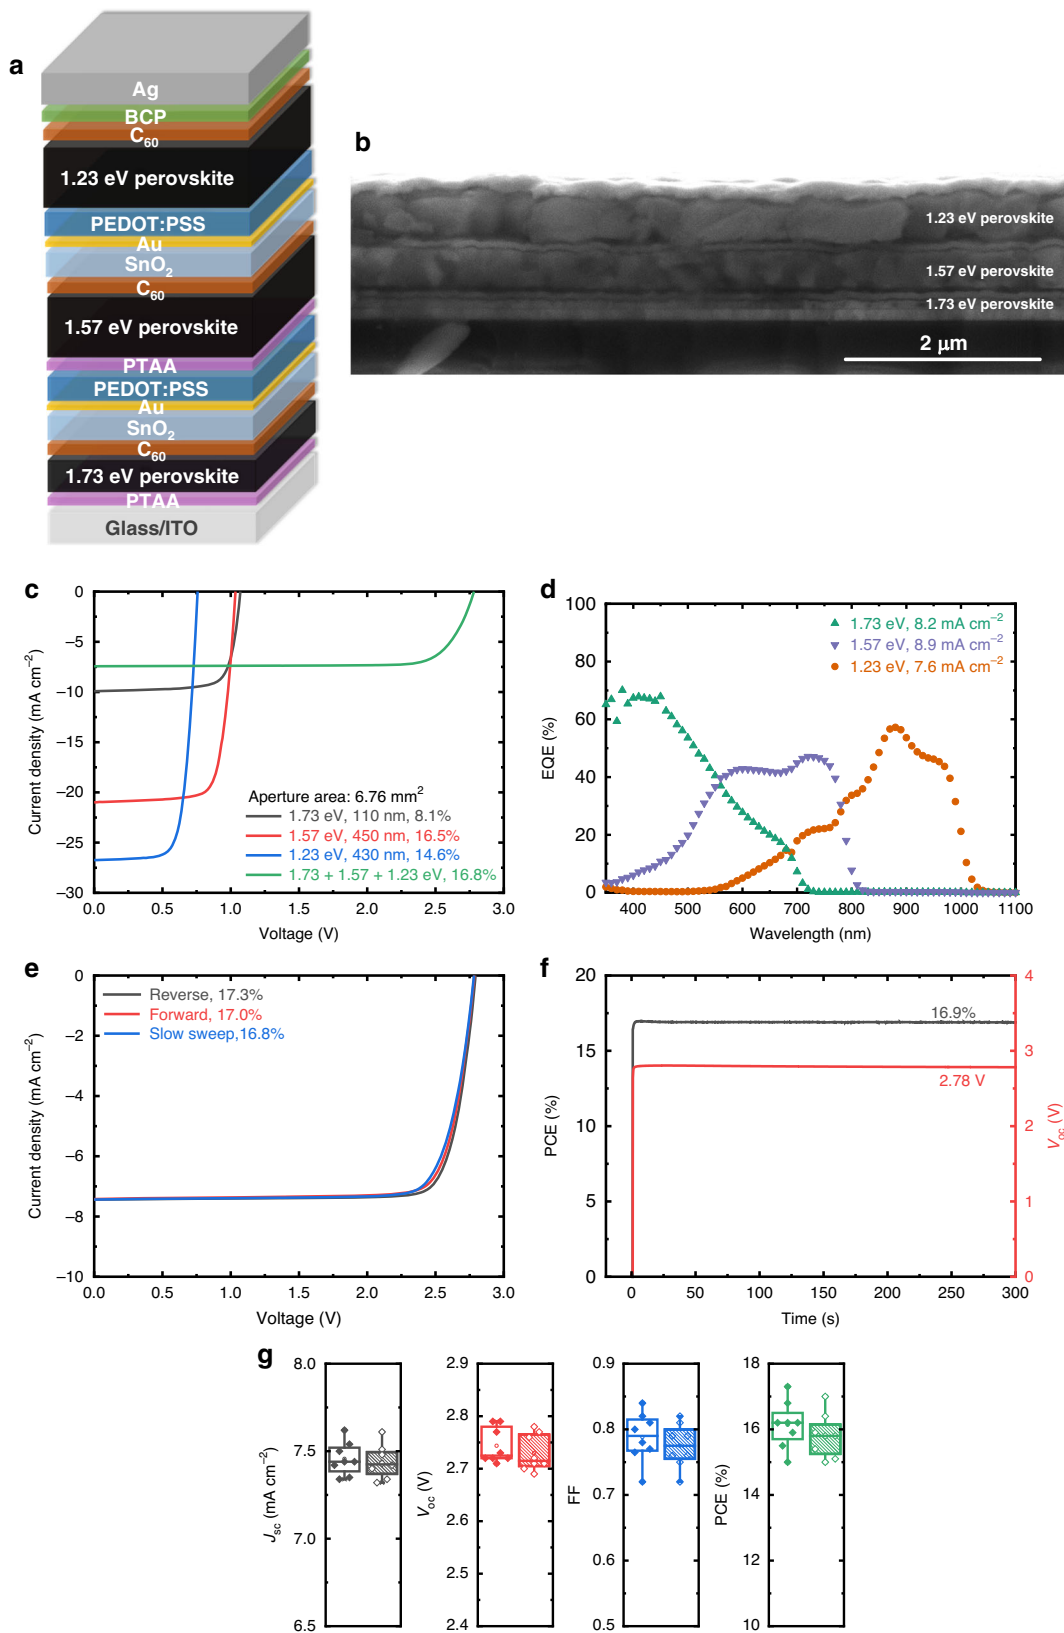 a
Ag
BCP
C60
1.23 eV perovskite
PEDOT:PSS
Au
SnO2
C60
1.57 eV perovskite
PTAA
PEDOT:PSS
Au
SnO2
C60
1.73 eV perovskite
PTAA
Glass/ITO
b
1.23 eV perovskite
1.57 eV perovskite
1.73 eV perovskite
2 μm
c
Current density (mA cm−2)
0
−5
−10
−15
−20
−25
−30
Aperture area: 6.76 mm2
1.73 eV, 110 nm, 8.1%
1.57 eV, 450 nm, 16.5%
1.23 eV, 430 nm, 14.6%
1.73 + 1.57 + 1.23 eV, 16.8%
0.0 0.5 1.0 1.5 2.0 2.5 3.0
Voltage (V)
d
EQE (%)
100
80
60
40
20
0
1.73 eV, 8.2 mA cm−2
1.57 eV, 8.9 mA cm−2
1.23 eV, 7.6 mA cm−2
400 500 600 700 800 900 1000 1100
Wavelength (nm)
e
Current density (mA cm−2)
0
−2
−4
−6
−8
−10
Reverse, 17.3%
Forward, 17.0%
Slow sweep,16.8%
0.0 0.5 1.0 1.5 2.0 2.5 3.0
Voltage (V)
f
PCE (%)
20
15
10
5
0
16.9%
2.78 V
4
3
2
1
0
Voc (V)
0 50 100 150 200 250 300
Time (s)
g
Jsc (mA cm−2)
8.0
7.5
7.0
6.5
Voc (V)
2.9
2.8
2.7
2.6
2.5
2.4
FF
0.9
0.8
0.7
0.6
0.5
PCE (%)
18
16
14
12
10